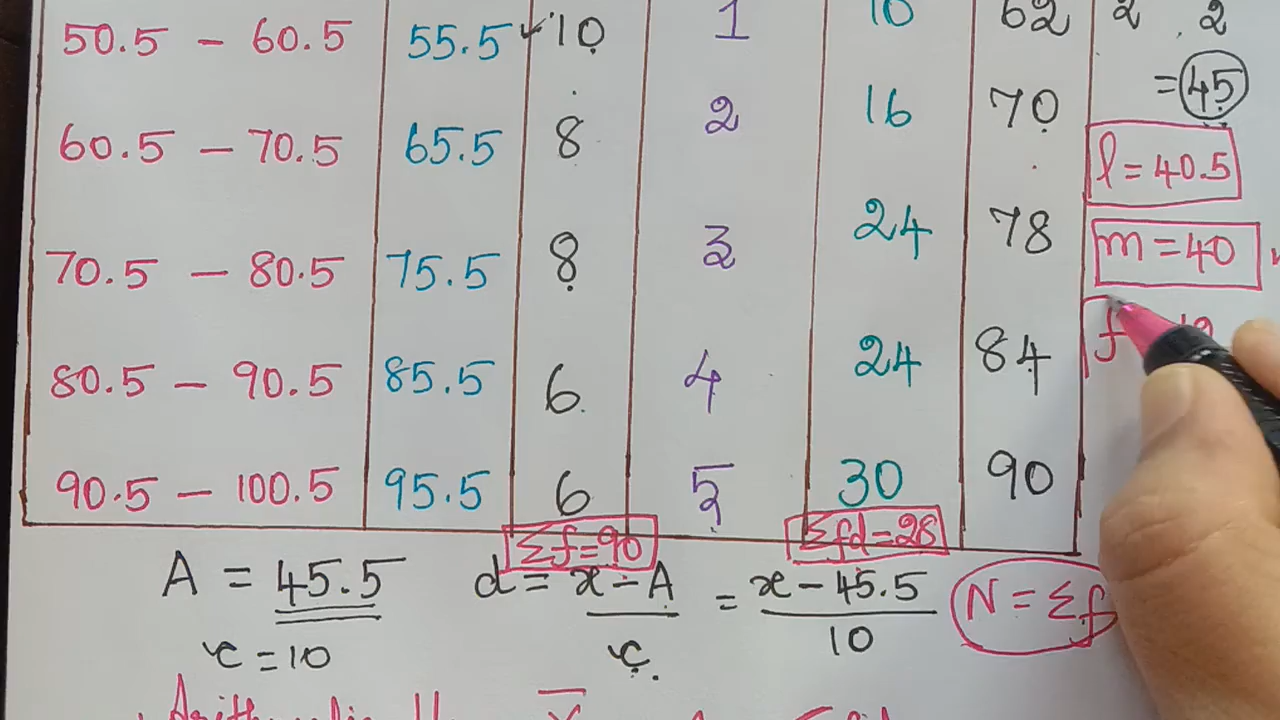 50.5 – 60.5 55.5 10 1 10 62 2 2
= 45
60.5 – 70.5 65.5 8 2 16 70
l = 40.5
70.5 – 80.5 75.5 8 3 24 78
m = 40
80.5 – 90.5 85.5 6 4 24 84
f
90.5 – 100.5 95.5 6 5 30 90
Σf=90 Σfd=28
A = 45.5 d = x – A / c = x – 45.5 / 10 N = Σf
c = 10